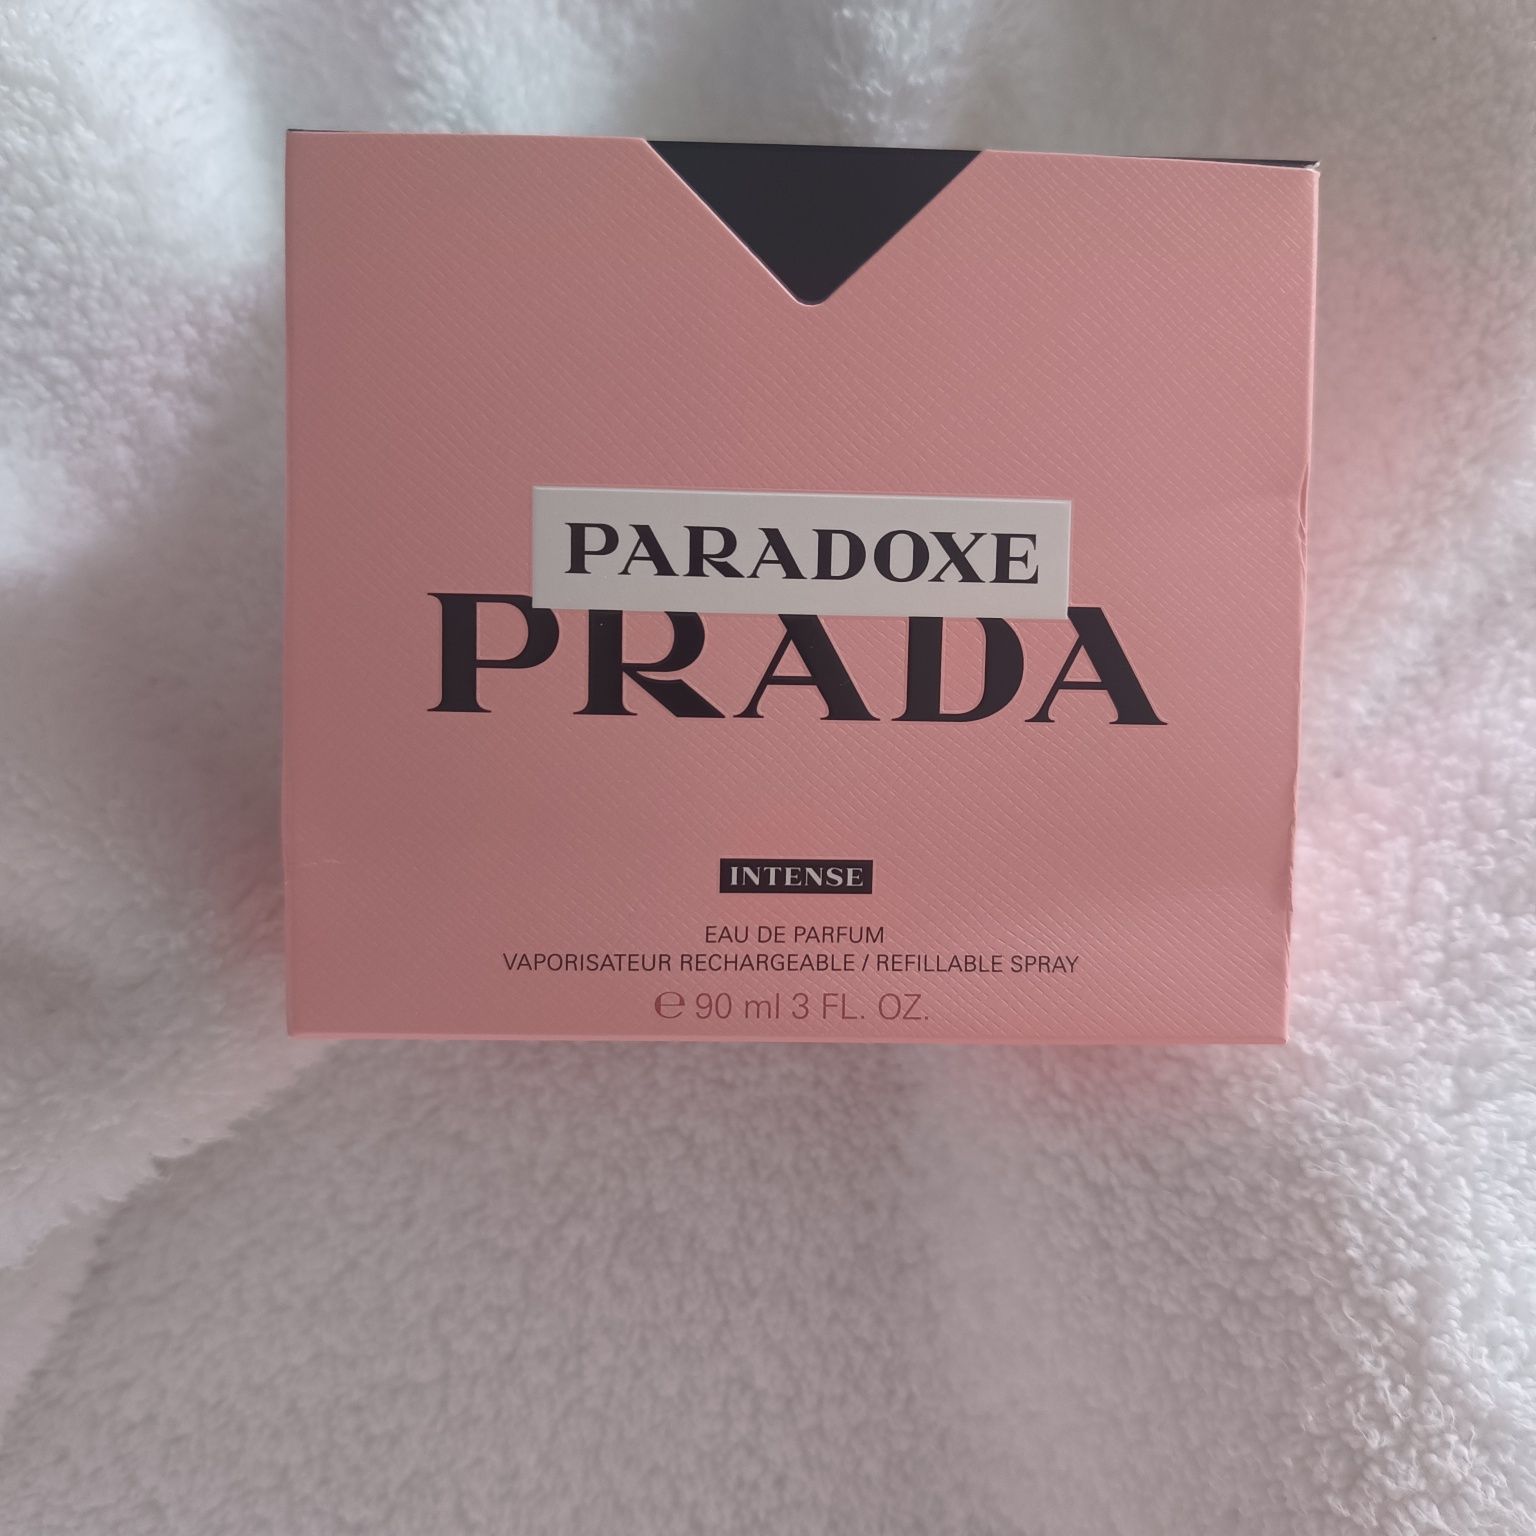 PARADOXE
PRADA
INTENSE
EAU DE PARFUM
VAPORISATEUR RECHARGEABLE / REFILLABLE SPRAY
℮ 90 ml 3 FL. OZ.